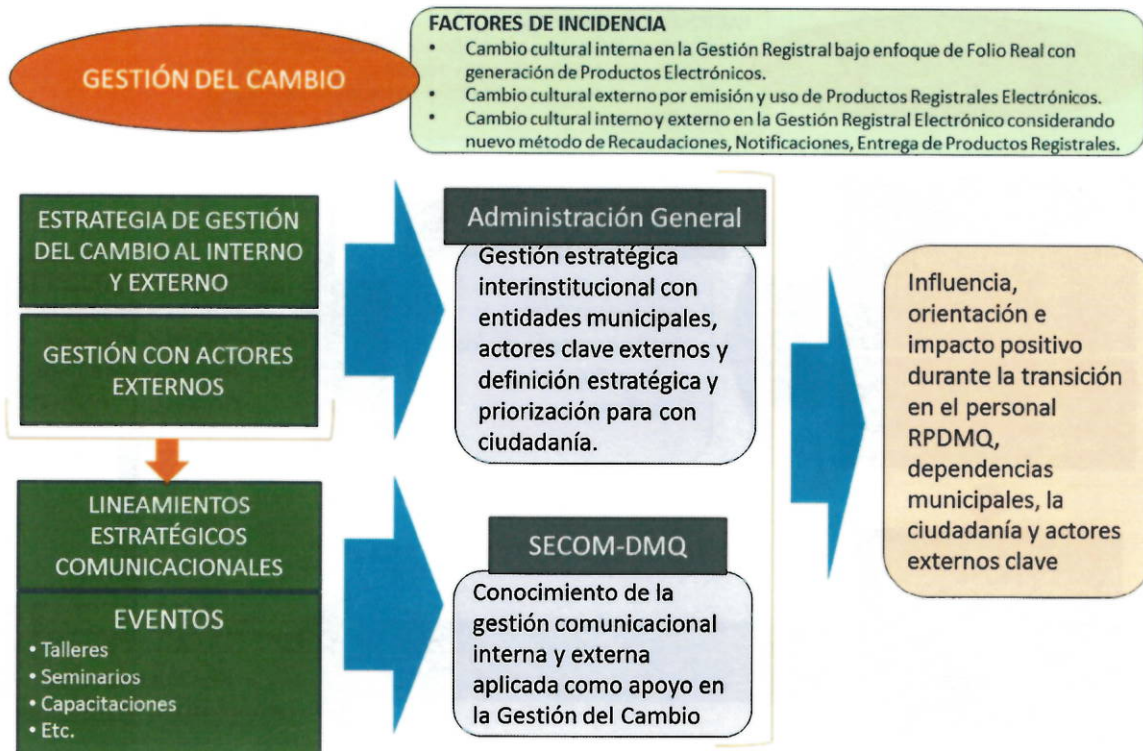 GESTIÓN DEL CAMBIO
FACTORES DE INCIDENCIA
• Cambio cultural interna en la Gestión Registral bajo enfoque de Folio Real con
generación de Productos Electrónicos.
• Cambio cultural externo por emisión y uso de Productos Registrales Electrónicos.
• Cambio cultural interno y externo en la Gestión Registral Electrónico considerando
nuevo método de Recaudaciones, Notificaciones, Entrega de Productos Registrales.
ESTRATEGIA DE GESTIÓN
DEL CAMBIO AL INTERNO
Y EXTERNO
GESTIÓN CON ACTORES
EXTERNOS
Administración General
Gestión estratégica
interinstitucional con
entidades municipales,
actores clave externos y
definición estratégica y
priorización para con
ciudadanía.
LINEAMIENTOS
ESTRATÉGICOS
COMUNICACIONALES
EVENTOS
• Talleres
• Seminarios
• Capacitaciones
• Etc.
SECOM-DMQ
Conocimiento de la
gestión comunicacional
interna y externa
aplicada como apoyo en
la Gestión del Cambio
Influencia,
orientación e
impacto positivo
durante la transición
en el personal
RPDMQ,
dependencias
municipales, la
ciudadanía y actores
externos clave